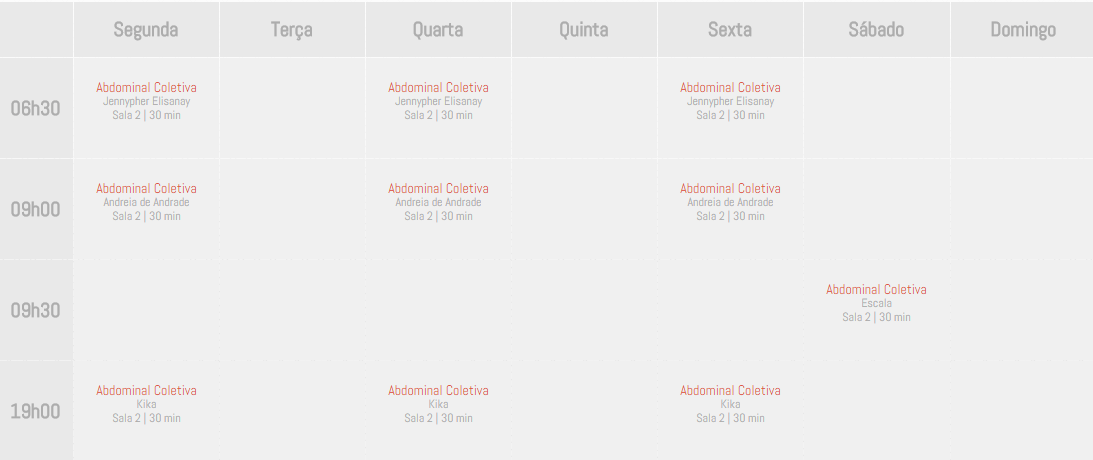 Segunda Terça Quarta Quinta Sexta Sábado Domingo
06h30
Abdominal Coletiva
Jennypher Elisanay
Sala 2 | 30 min
Abdominal Coletiva
Jennypher Elisanay
Sala 2 | 30 min
Abdominal Coletiva
Jennypher Elisanay
Sala 2 | 30 min
09h00
Abdominal Coletiva
Andreia de Andrade
Sala 2 | 30 min
Abdominal Coletiva
Andreia de Andrade
Sala 2 | 30 min
Abdominal Coletiva
Andreia de Andrade
Sala 2 | 30 min
09h30
Abdominal Coletiva
Escala
Sala 2 | 30 min
19h00
Abdominal Coletiva
Kika
Sala 2 | 30 min
Abdominal Coletiva
Kika
Sala 2 | 30 min
Abdominal Coletiva
Kika
Sala 2 | 30 min